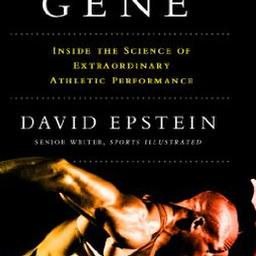 GENE
INSIDE THE SCIENCE OF
EXTRAORDINARY
ATHLETIC PERFORMANCE
DAVID EPSTEIN
SENIOR WRITER, SPORTS ILLUSTRATED